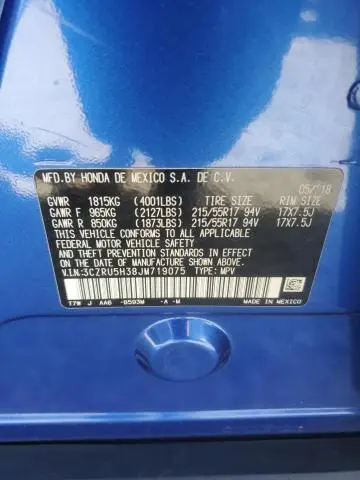 MFD.BY HONDA DE MEXICO S.A. DE C.V. 05/18
GVWR 1815KG (4001LBS) TIRE SIZE RIM SIZE
GAWR F 965KG (2127LBS) 215/55R17 94V 17X7.5J
GAWR R 850KG (1873LBS) 215/55R17 94V 17X7.5J
THIS VEHICLE CONFORMS TO ALL APPLICABLE
FEDERAL MOTOR VEHICLE SAFETY AND
THEFT PREVENTION STANDARDS IN EFFECT ON
THE DATE OF MANUFACTURE SHOWN ABOVE.
V.I.N:3CZRU5H38JM719075 TYPE: MPV
T7W J AA6 -B593M -A -M MADE IN MEXICO